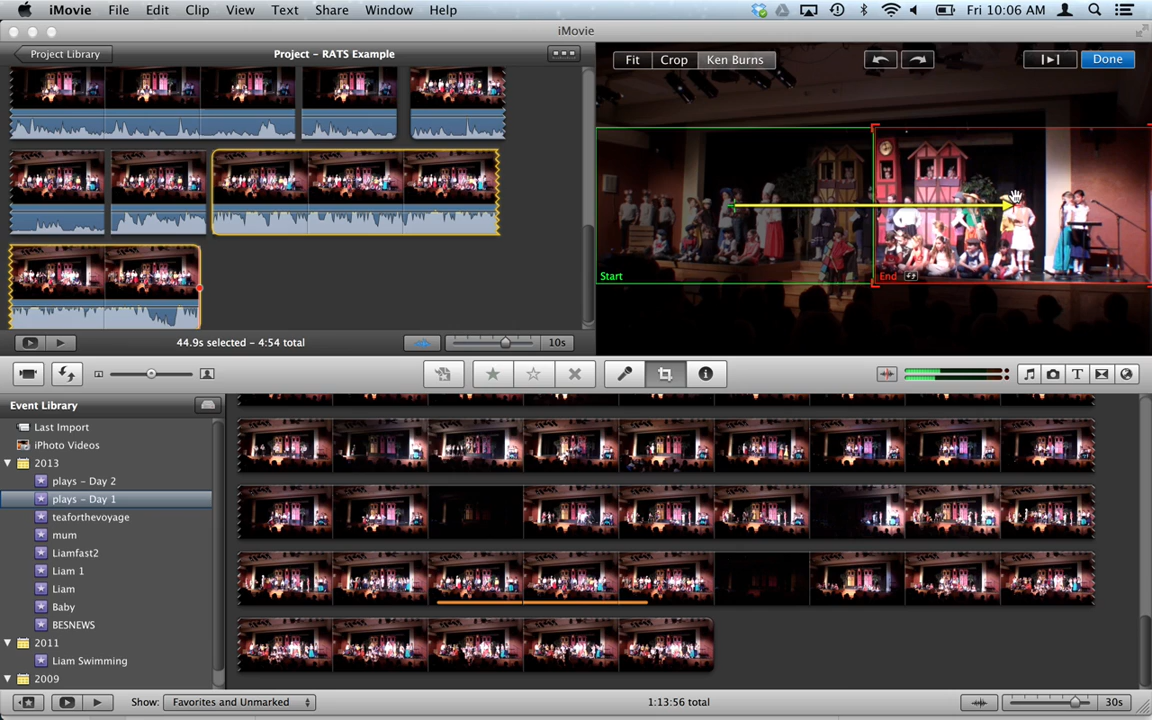 iMovie File Edit Clip View Text Share Window Help Fri 10:06 AM
iMovie
Project Library
Project – RATS Example
Fit Crop Ken Burns
Done
Start
End
44.9s selected – 4:54 total
10s
Event Library
Last Import
iPhoto Videos
2013
plays – Day 2
plays – Day 1
teaforthevoyage
mum
Liamfast2
Liam 1
Liam
Baby
BESNEWS
2011
Liam Swimming
2009
Show: Favorites and Unmarked
1:13:56 total
30s